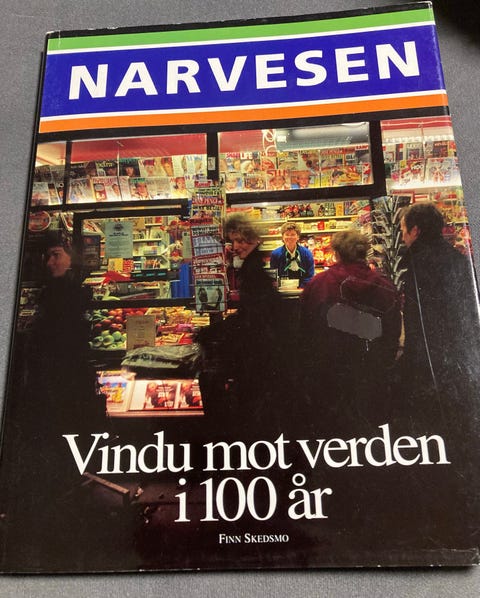 NARVESEN
Vindu mot verden
i 100 år
FINN SKEDSMO